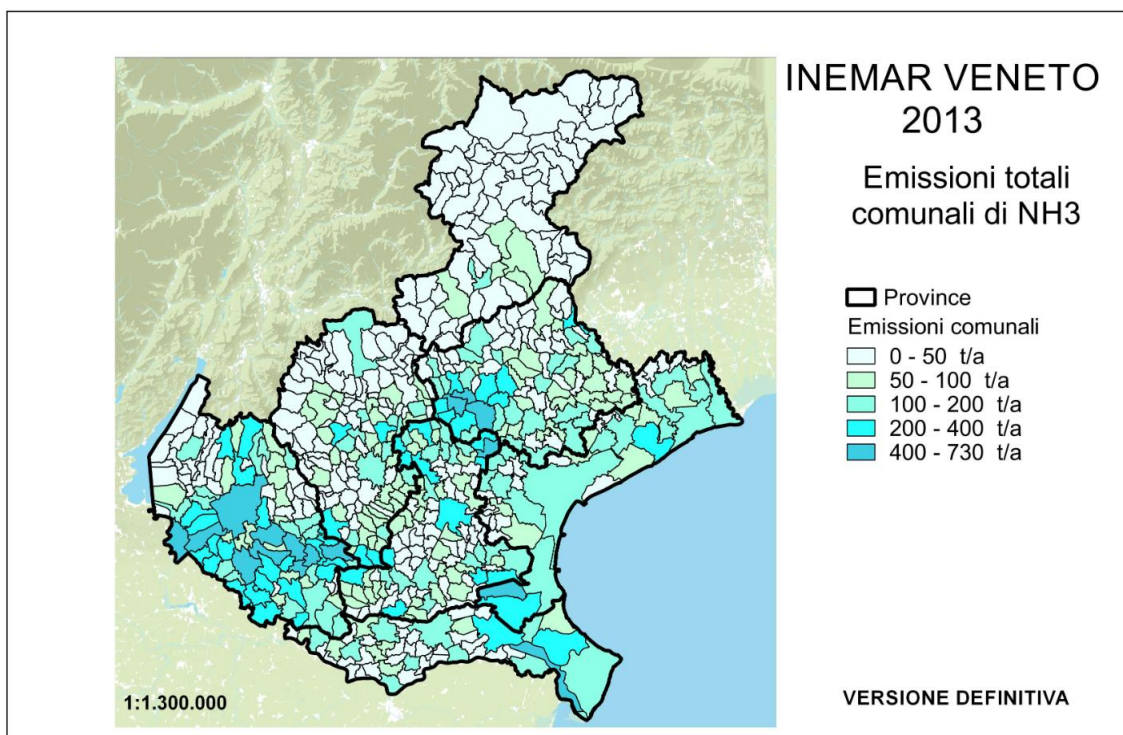 INEMAR VENETO
2013
Emissioni totali
comunali di NH3
Province
Emissioni comunali
0 - 50 t/a
50 - 100 t/a
100 - 200 t/a
200 - 400 t/a
400 - 730 t/a
1:1.300.000
VERSIONE DEFINITIVA